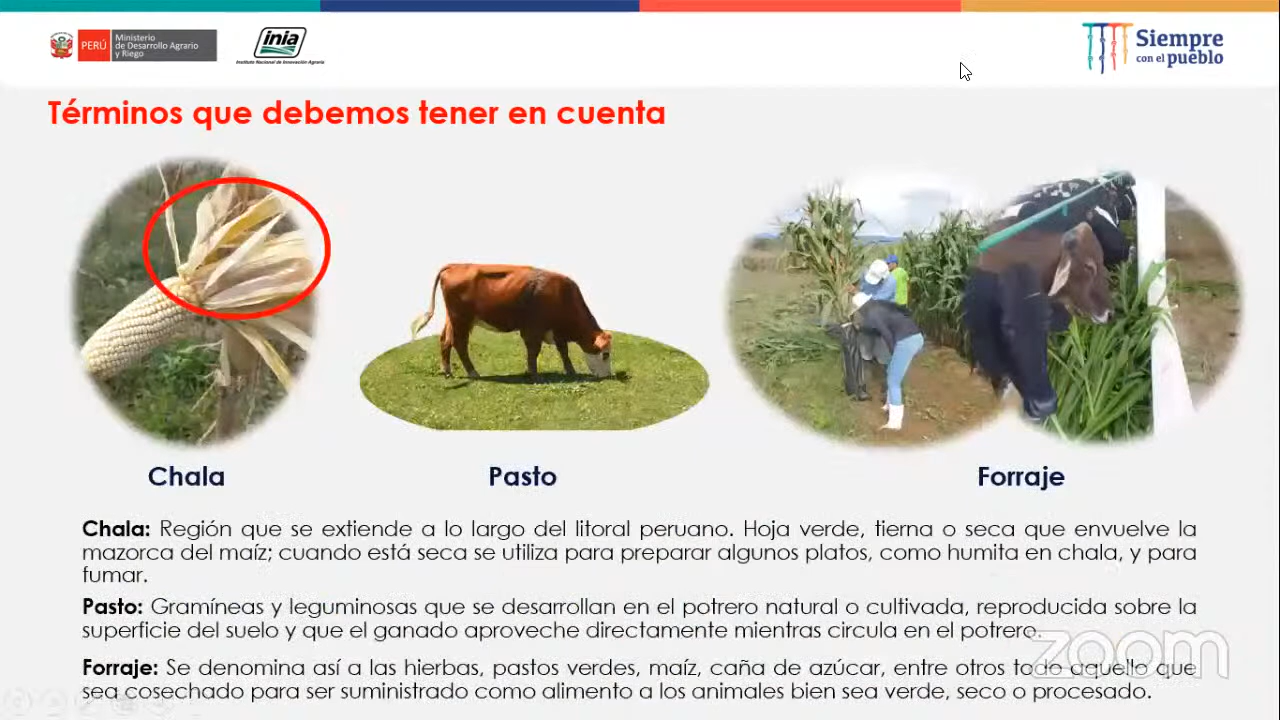 PERÚ
Ministerio
de Desarrollo Agrario
y Riego
inia
Instituto Nacional de Innovación Agraria
Siempre
con el pueblo
Términos que debemos tener en cuenta
Chala
Pasto
Forraje
Chala: Región que se extiende a lo largo del litoral peruano. Hoja verde, tierna o seca que envuelve la
mazorca del maíz; cuando está seca se utiliza para preparar algunos platos, como humita en chala, y para
fumar.
Pasto: Gramíneas y leguminosas que se desarrollan en el potrero natural o cultivada, reproducida sobre la
superficie del suelo y que el ganado aproveche directamente mientras circula en el potrero.
Forraje: Se denomina así a las hierbas, pastos verdes, maíz, caña de azúcar, entre otros todo aquello que
sea cosechado para ser suministrado como alimento a los animales bien sea verde, seco o procesado.
zoom